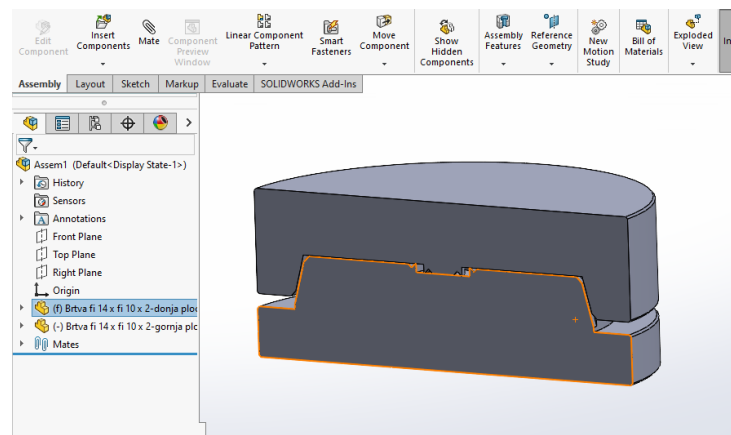 Edit Component
Insert Components
Mate
Component Preview Window
Linear Component Pattern
Smart Fasteners
Move Component
Show Hidden Components
Assembly Features
Reference Geometry
New Motion Study
Bill of Materials
Exploded View
In
Assembly Layout Sketch Markup Evaluate SOLIDWORKS Add-Ins
Assem1 (Default<Display State-1>)
History
Sensors
Annotations
Front Plane
Top Plane
Right Plane
Origin
(f) Brtva fi 14 x fi 10 x 2-donja ploc
(-) Brtva fi 14 x fi 10 x 2-gornja plc
Mates